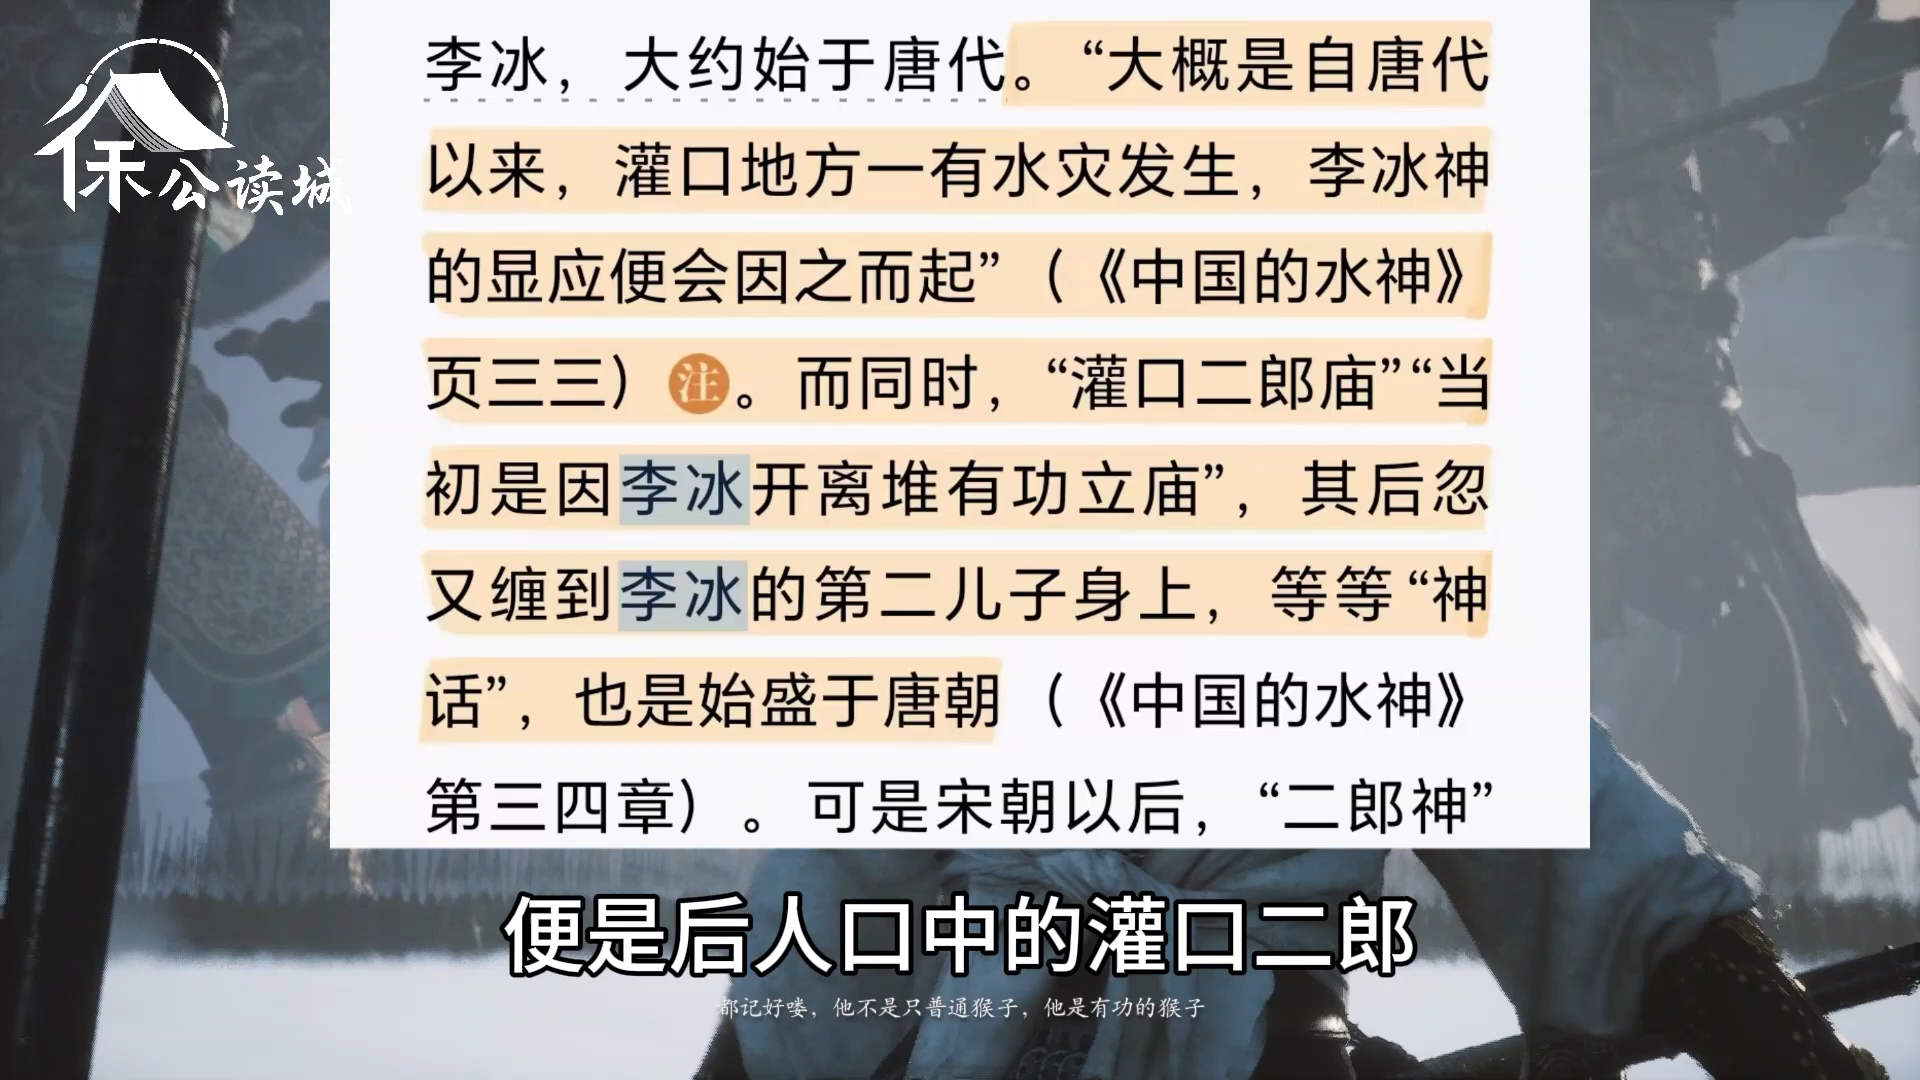 徐公读城
李冰，大约始于唐代。“大概是自唐代
以来，灌口地方一有水灾发生，李冰神
的显应便会因之而起”（《中国的水神》
页三三）注。而同时，“灌口二郎庙”“当
初是因李冰开离堆有功立庙”，其后忽
又缠到李冰的第二儿子身上，等等“神
话”，也是始盛于唐朝（《中国的水神》
第三四章）。可是宋朝以后，“二郎神”
便是后人口中的灌口二郎
都记好喽，他不是只普通猴子，他是有功的猴子